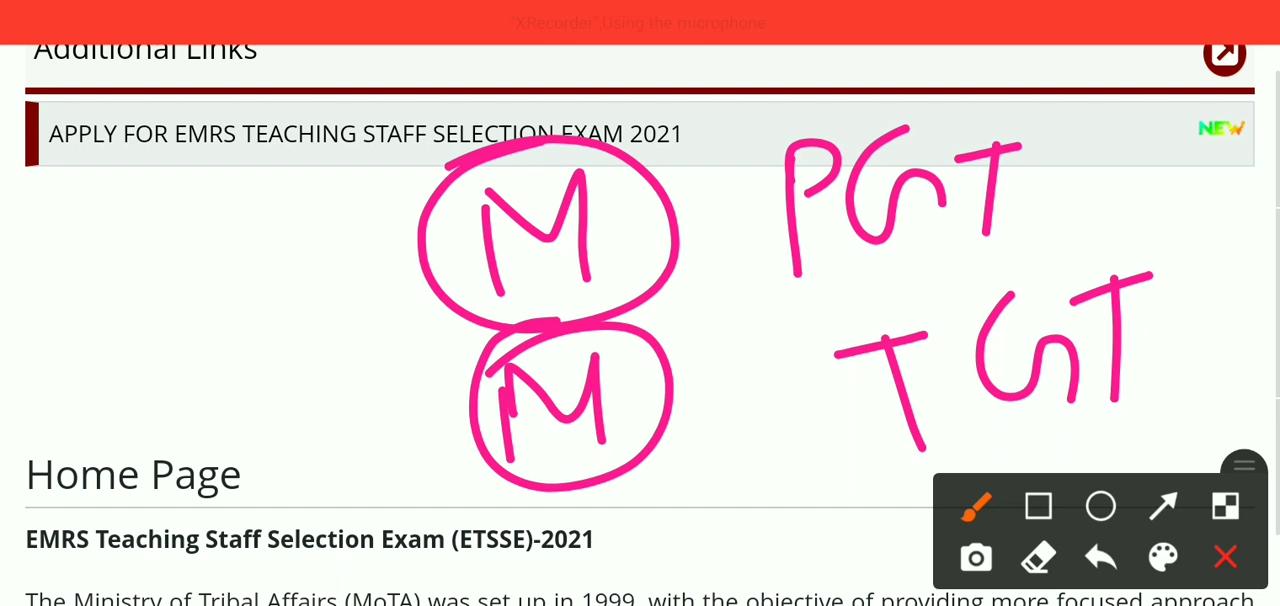 "XRecorder",Using the microphone
Additional Links
APPLY FOR EMRS TEACHING STAFF SELECTION EXAM 2021
NEW
M
PGT
M
TGT
Home Page
EMRS Teaching Staff Selection Exam (ETSSE)-2021
The Ministry of Tribal Affairs (MoTA) was set up in 1999, with the objective of providing more focused approach